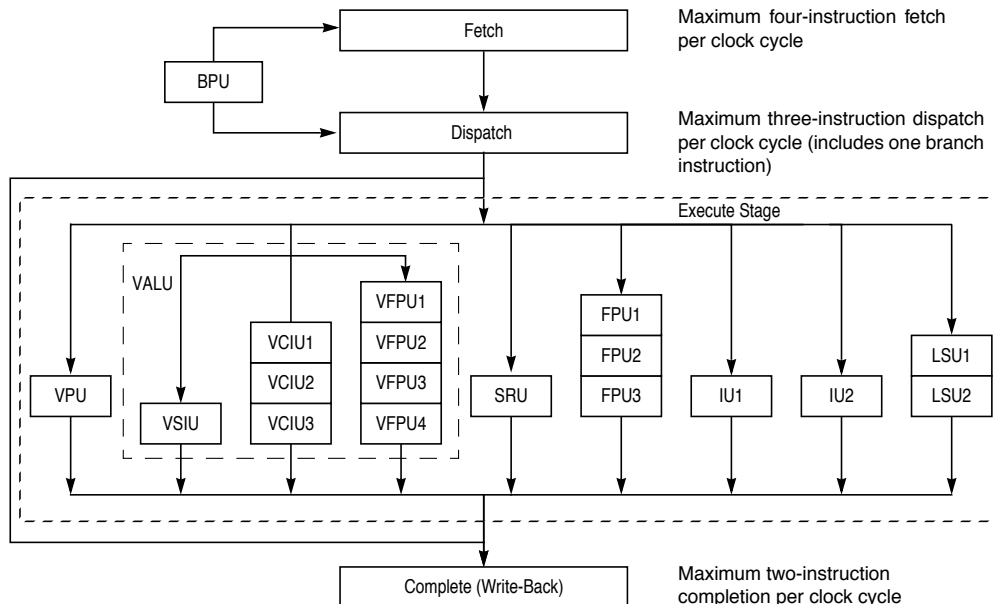 Maximum four-instruction fetch
per clock cycle
Fetch
BPU
Dispatch
Maximum three-instruction dispatch
per clock cycle (includes one branch
instruction)
Execute Stage
VALU
VPU
VSIU
VCIU1
VCIU2
VCIU3
VFPU1
VFPU2
VFPU3
VFPU4
SRU
FPU1
FPU2
FPU3
IU1
IU2
LSU1
LSU2
Complete (Write-Back)
Maximum two-instruction
completion per clock cycle